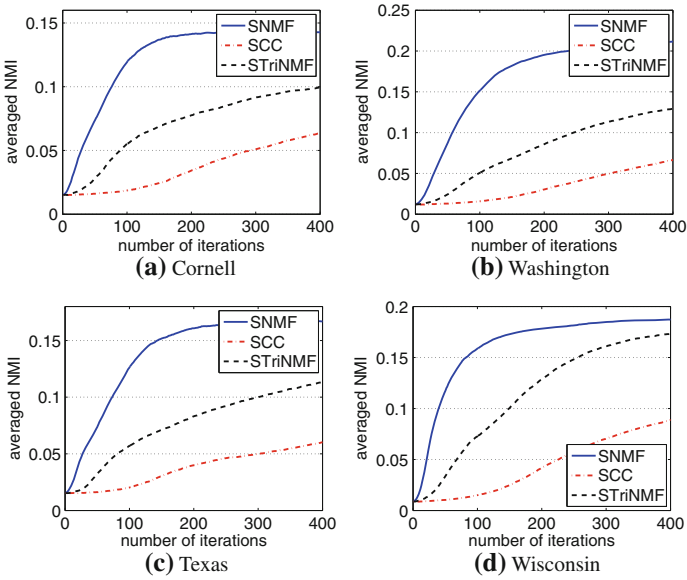 0.15
0.1
0.05
0
averaged NMI
SNMF
SCC
STriNMF
0 100 200 300 400
number of iterations
(a) Cornell
0.25
0.2
0.15
0.1
0.05
0
averaged NMI
SNMF
SCC
STriNMF
0 100 200 300 400
number of iterations
(b) Washington
0.15
0.1
0.05
0
averaged NMI
SNMF
SCC
STriNMF
0 100 200 300 400
number of iterations
(c) Texas
0.2
0.15
0.1
0.05
0
averaged NMI
SNMF
SCC
STriNMF
0 100 200 300 400
number of iterations
(d) Wisconsin